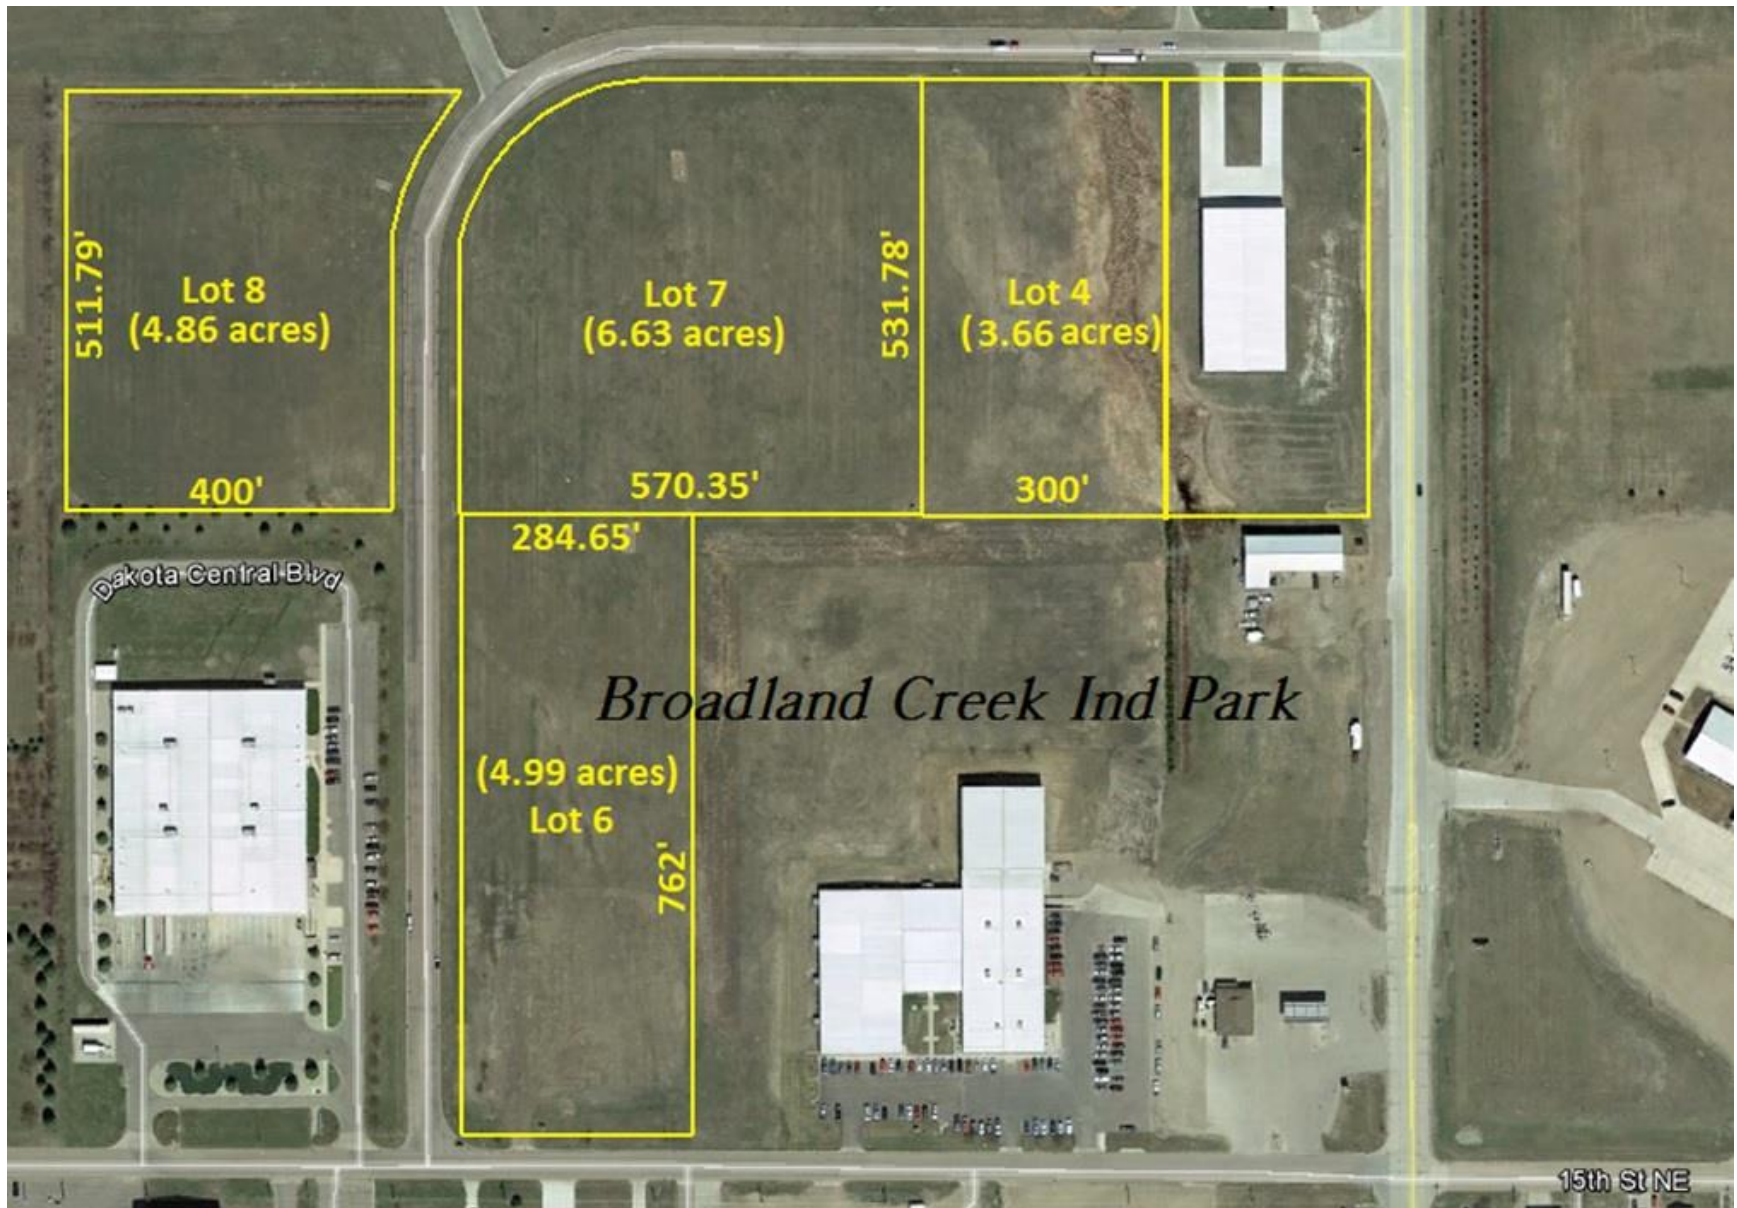 511.79'
Lot 8
(4.86 acres)
400'
Lot 7
(6.63 acres)
531.78'
570.35'
Lot 4
(3.66 acres)
300'
284.65'
Dakota Central Blvd
Broadland Creek Ind Park
(4.99 acres)
Lot 6
762'
15th St NE